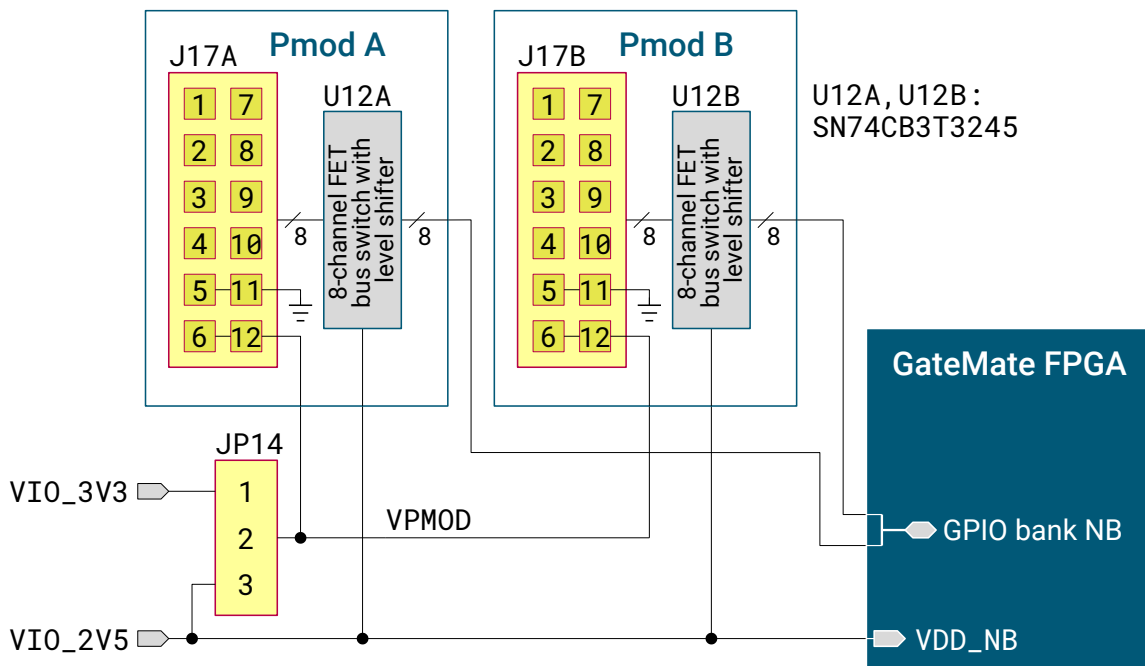 Pmod A
J17A
1 7
2 8
3 9
4 10
5 11
6 12
U12A
8-channel FET
bus switch with
level shifter
8
8
Pmod B
J17B
1 7
2 8
3 9
4 10
5 11
6 12
U12B
8-channel FET
bus switch with
level shifter
8
8
U12A,U12B:
SN74CB3T3245
GateMate FPGA
GPIO bank NB
VDD_NB
JP14
1
2
3
VIO_3V3
VPMOD
VIO_2V5